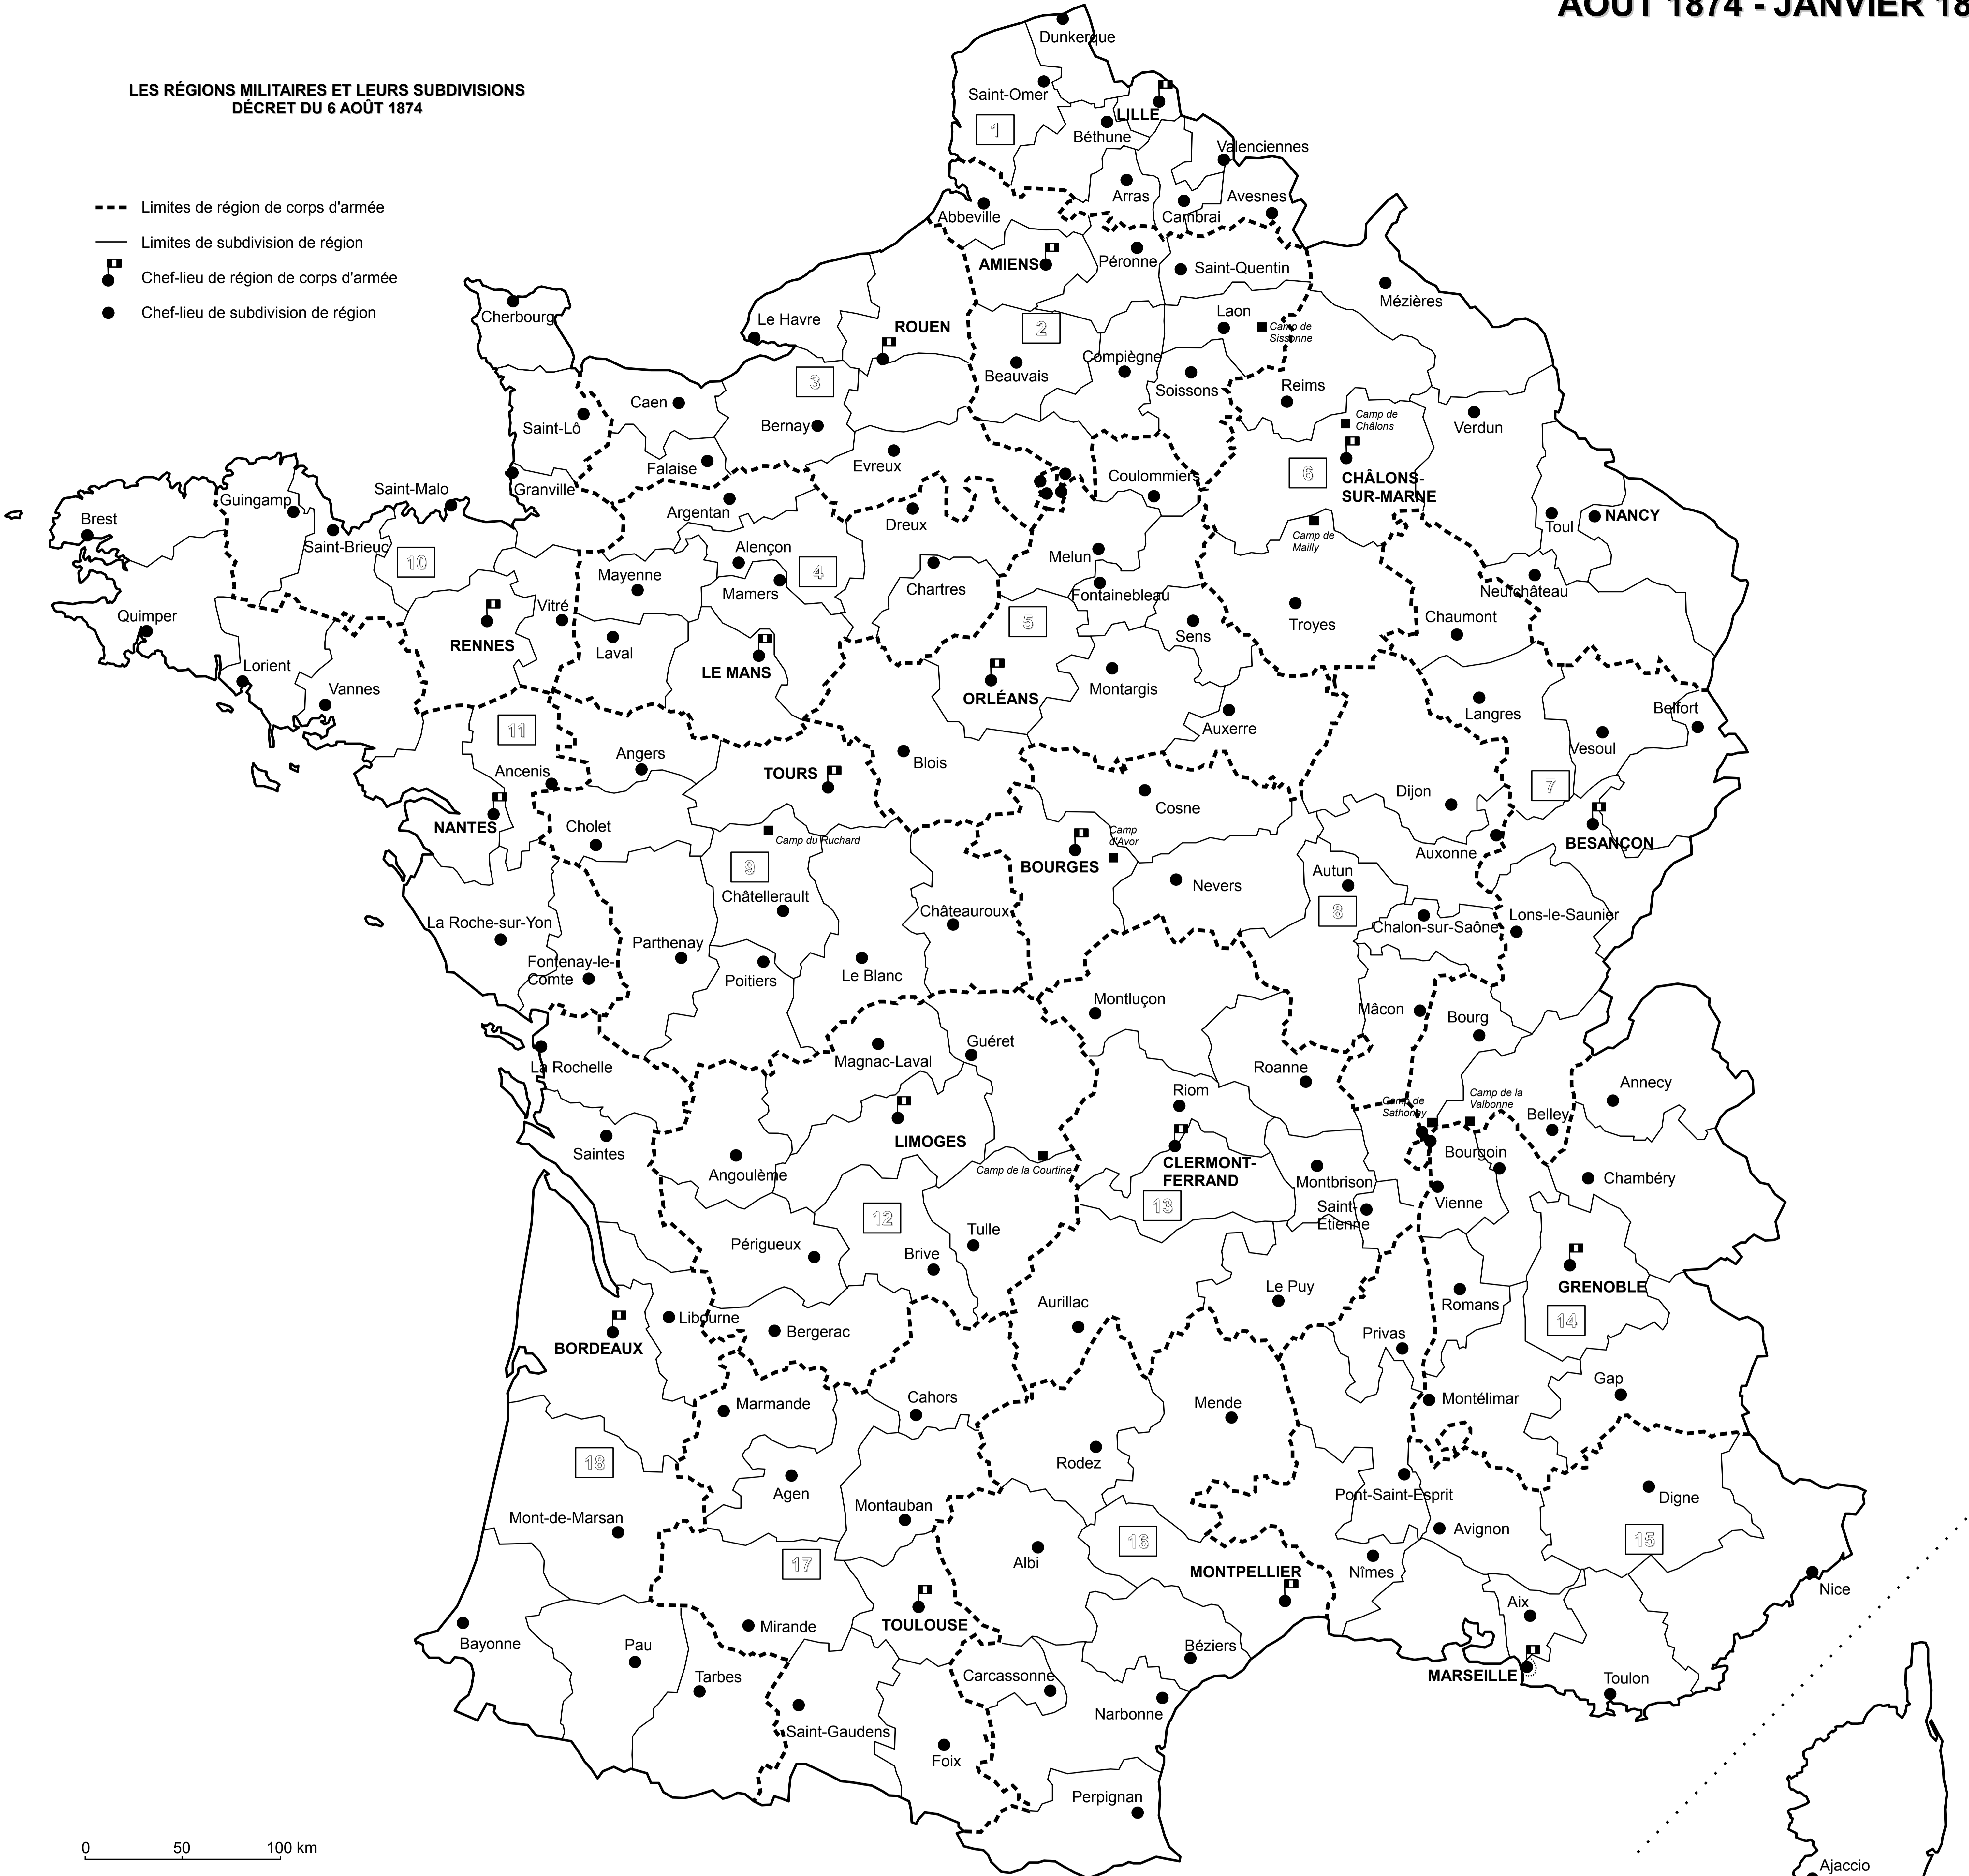 AOÛT 1874 - JANVIER 18
LES RÉGIONS MILITAIRES ET LEURS SUBDIVISIONS
DÉCRET DU 6 AOÛT 1874
Limites de région de corps d'armée
Limites de subdivision de région
Chef-lieu de région de corps d'armée
Chef-lieu de subdivision de région
Dunkerque
Saint-Omer
LILLE
1
Béthune
Valenciennes
Arras
Avesnes
Abbeville
Cambrai
AMIENS
Péronne
Saint-Quentin
Mézières
Cherbourg
Le Havre
ROUEN
2
Laon
Camp de
Sissonne
Compiègne
3
Beauvais
Soissons
Reims
Caen
Saint-Lô
Bernay
Camp de
Châlons
Verdun
Falaise
Evreux
6
Coulommiers
CHÂLONS-
SUR-MARNE
Granville
Saint-Malo
Guingamp
Argentan
Dreux
Brest
Saint-Brieuc
Toul
NANCY
Camp de
Mailly
10
Alençon
4
Melun
Mayenne
Mamers
Chartres
Fontainebleau
Neufchâteau
Quimper
Vitré
5
Troyes
Chaumont
RENNES
Laval
Sens
LE MANS
Lorient
Vannes
ORLÉANS
Montargis
Langres
Belfort
11
Auxerre
Vesoul
Angers
Blois
Ancenis
TOURS
7
Dijon
Cosne
NANTES
Cholet
Camp du Ruchard
Camp
d'Avor
BESANÇON
Auxonne
9
BOURGES
Autun
Nevers
Châtellerault
8
Châteauroux
Lons-le-Saunier
La Roche-sur-Yon
Chalon-sur-Saône
Parthenay
Fontenay-le-
Comte
Poitiers
Le Blanc
Montluçon
Mâcon
Bourg
Guéret
Magnac-Laval
La Rochelle
Roanne
Annecy
Riom
Camp de
Sathonay
Camp de la
Valbonne
Belley
LIMOGES
Saintes
Bourgoin
Angoulème
Camp de la Courtine
CLERMONT-
FERRAND
Montbrison
Chambéry
13
Vienne
Saint-
Étienne
12
Tulle
Périgueux
Brive
Le Puy
GRENOBLE
Aurillac
Romans
Libourne
14
Bergerac
Privas
BORDEAUX
Gap
Marmande
Cahors
Mende
Montélimar
18
Rodez
Agen
Pont-Saint-Esprit
Digne
Montauban
Mont-de-Marsan
Avignon
16
15
17
Albi
MONTPELLIER
Nîmes
Nice
Aix
TOULOUSE
Mirande
Bayonne
Pau
Béziers
MARSEILLE
Carcassonne
Tarbes
Toulon
Narbonne
Saint-Gaudens
Foix
Perpignan
0 50 100 km
Ajaccio